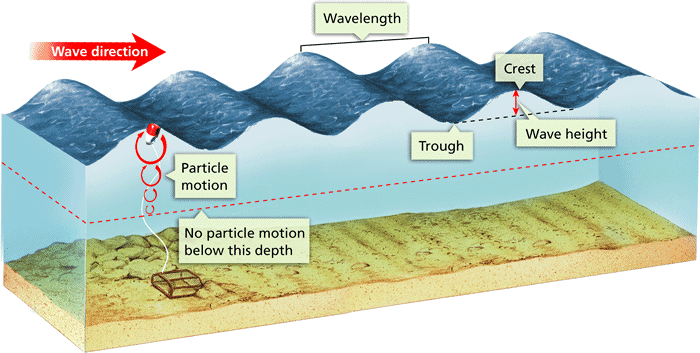 Wavelength
Wave direction
Crest
Wave height
Trough
Particle
motion
No particle motion
below this depth